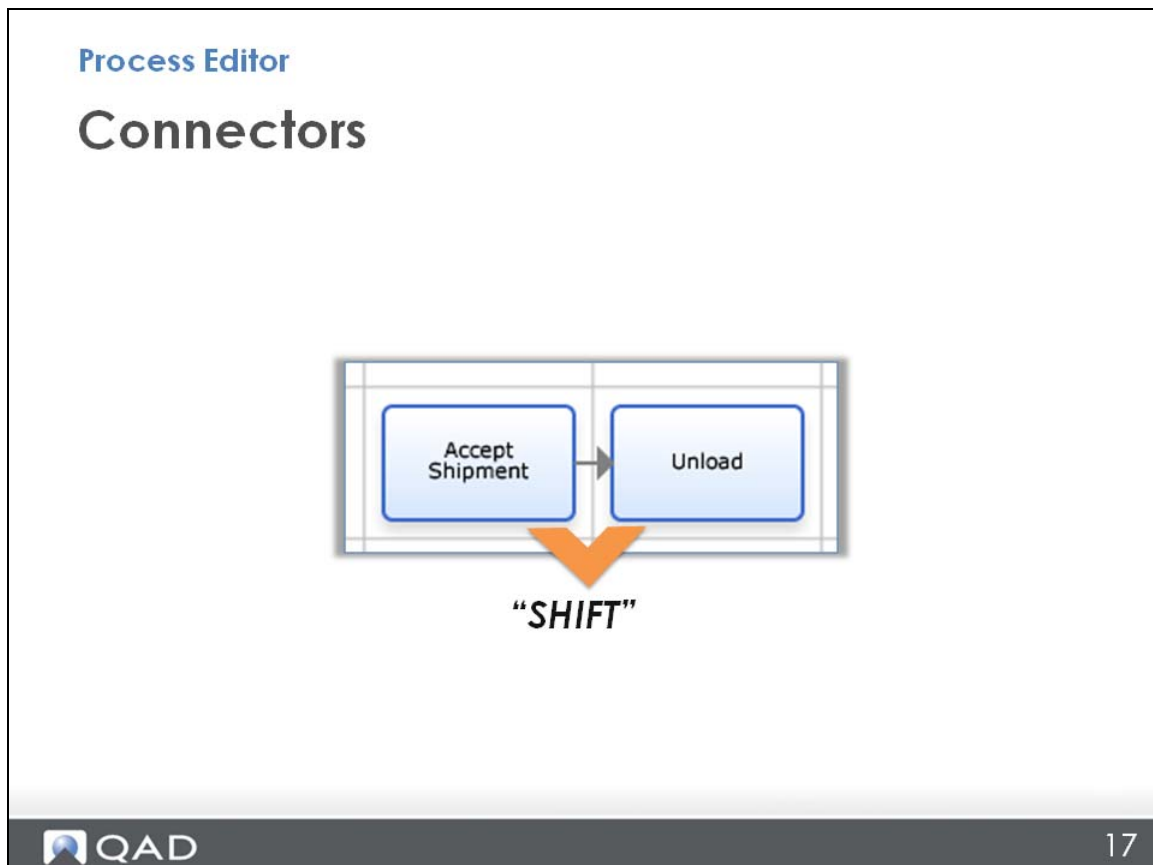 Process Editor
Connectors
Accept
Shipment
Unload
“SHIFT”
QAD
17